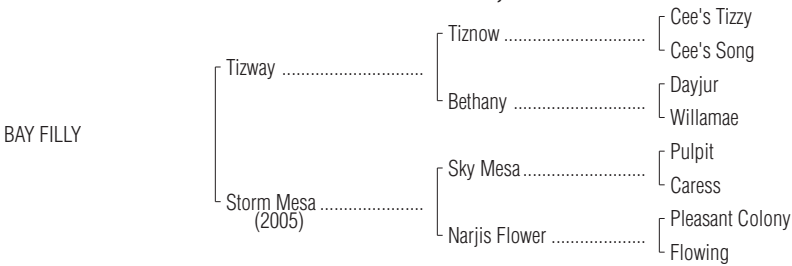 Cee's Tizzy
Tiznow ..............................
Cee's Song
Tizway ..............................
Dayjur
Bethany ............................
Willamae
BAY FILLY
Pulpit
Sky Mesa..........................
Caress
Storm Mesa ......................
(2005)
Pleasant Colony
Narjis Flower ....................
Flowing